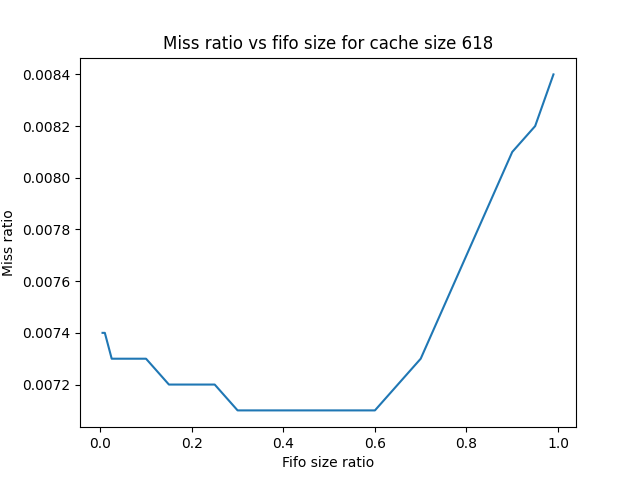 Miss ratio vs fifo size for cache size 618
0.0084
0.0082
0.0080
0.0078
0.0076
0.0074
0.0072
Miss ratio
0.0 0.2 0.4 0.6 0.8 1.0
Fifo size ratio